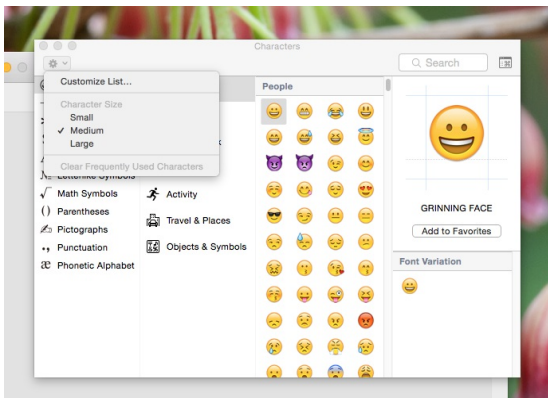 Characters
Search
Customize List...
Character Size
Small
✓ Medium
Large
Clear Frequently Used Characters
Letterlike Symbols
√ Math Symbols
() Parentheses
Pictographs
Punctuation
Phonetic Alphabet
Activity
Travel & Places
Objects & Symbols
People
GRINNING FACE
Add to Favorites
Font Variation